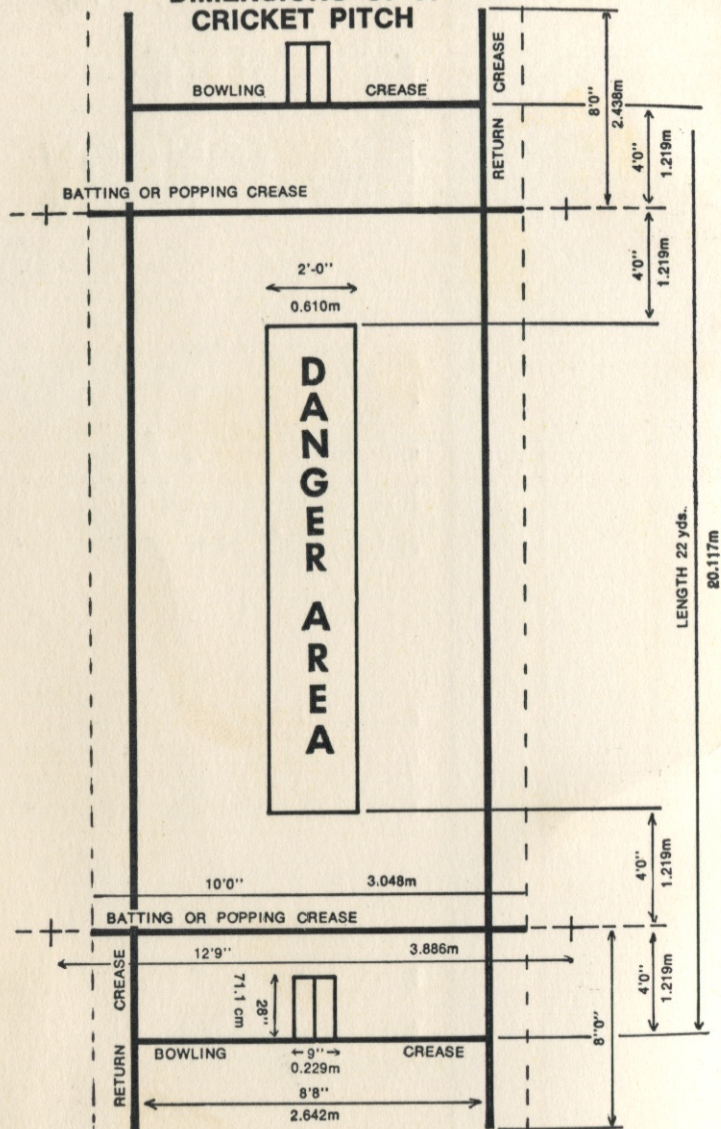 CRICKET PITCH
BOWLING CREASE
RETURN CREASE
8'0"
2.438m
4'0"
1.219m
BATTING OR POPPING CREASE
4'0"
1.219m
2'-0"
0.610m
DANGER AREA
LENGTH 22 yds.
20.117m
4'0"
1.219m
10'0" 3.048m
BATTING OR POPPING CREASE
12'9" 3.886m
RETURN CREASE
28"
71.1 cm
4'0"
1.219m
8"0"
BOWLING CREASE
9"
0.229m
8'8"
2.642m